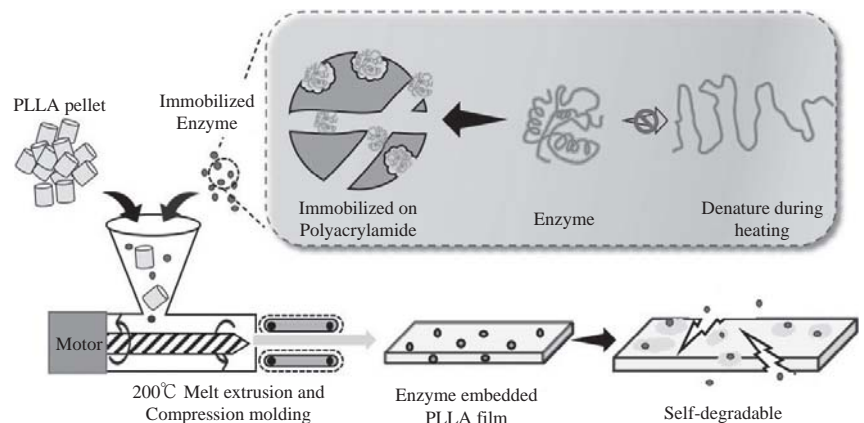 PLLA pellet
Immobilized
Enzyme
Immobilized on
Polyacrylamide
Enzyme
Denature during
heating
Motor
200℃ Melt extrusion and
Compression molding
Enzyme embedded
PLLA film
Self-degradable